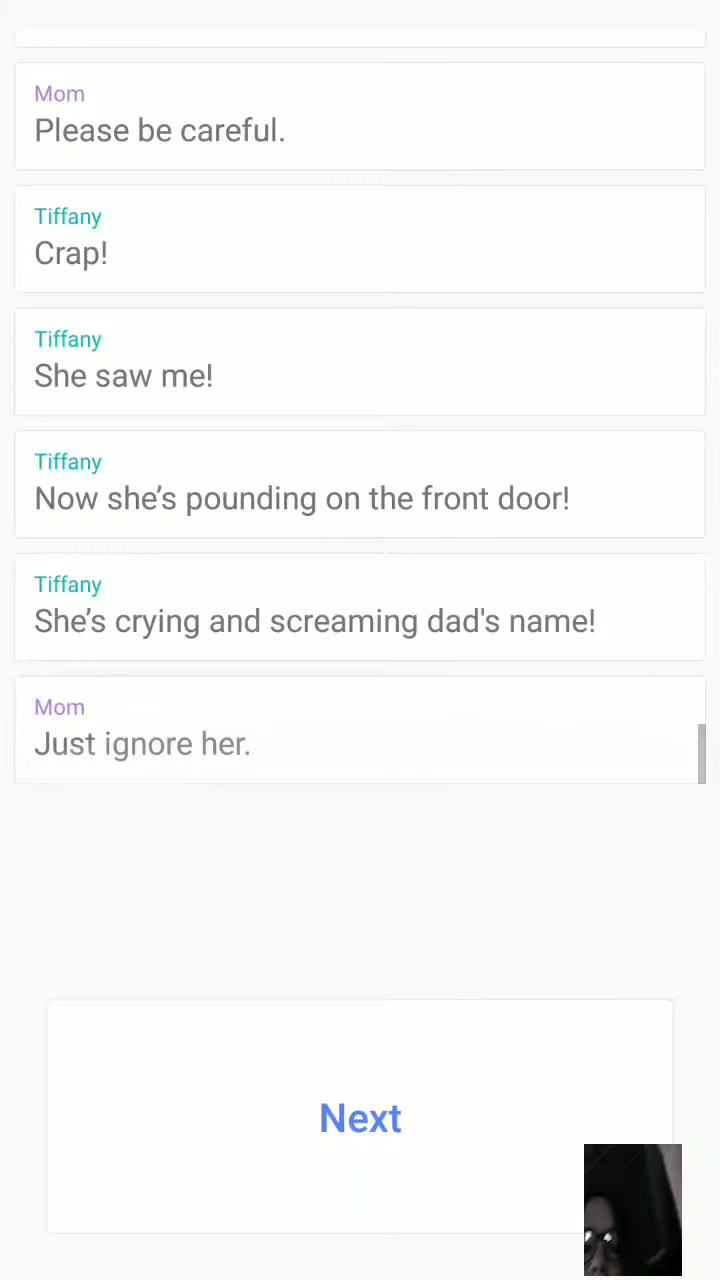 Mom
Please be careful.
Tiffany
Crap!
Tiffany
She saw me!
Tiffany
Now she’s pounding on the front door!
Tiffany
She’s crying and screaming dad's name!
Mom
Just ignore her.
Next